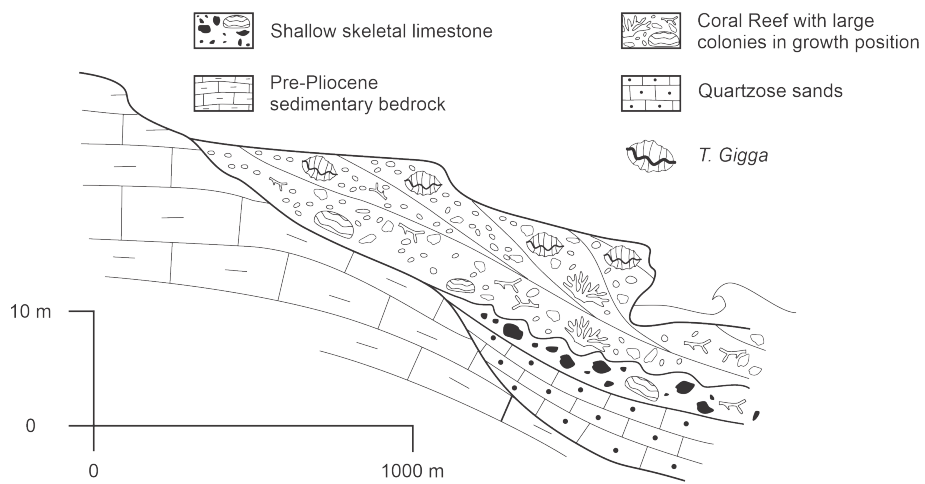 Shallow skeletal limestone
Coral Reef with large
colonies in growth position
Pre-Pliocene
sedimentary bedrock
Quartzose sands
T. Gigga
10 m
0
0
1000 m